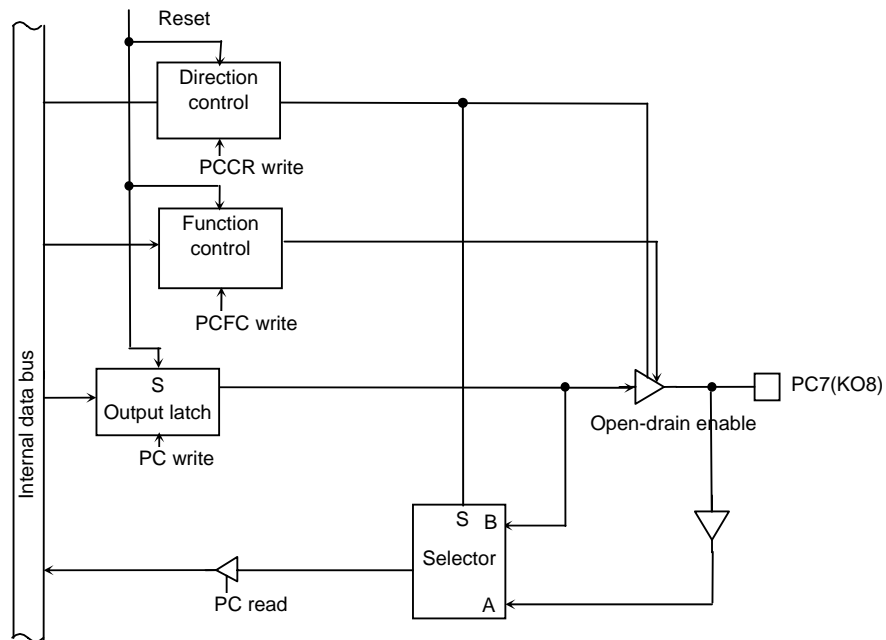 Reset
Direction
control
PCCR write
Function
control
PCFC write
Internal data bus
S
Output latch
PC write
PC7(KO8)
Open-drain enable
S
B
Selector
A
PC read